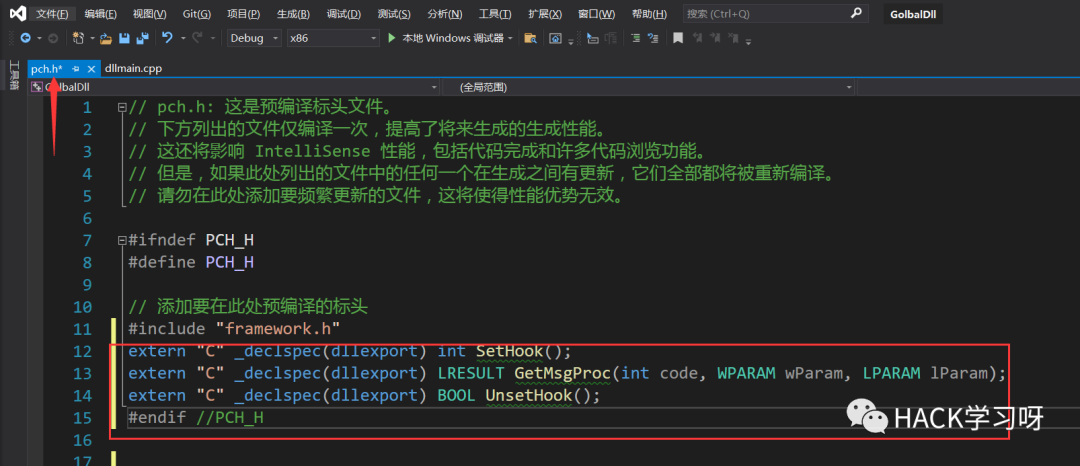 文件(F) 编辑(E) 视图(V) Git(G) 项目(P) 生成(B) 调试(D) 测试(S) 分析(N) 工具(T) 扩展(X) 窗口(W) 帮助(H) 搜索 (Ctrl+Q) GolbalDll
Debug x86 本地 Windows 调试器
工具箱
pch.h* dllmain.cpp
GolbalDll (全局范围)
1 // pch.h: 这是预编译标头文件。
2 // 下方列出的文件仅编译一次，提高了将来生成的生成性能。
3 // 这还将影响 IntelliSense 性能，包括代码完成和许多代码浏览功能。
4 // 但是，如果此处列出的文件中的任何一个在生成之间有更新，它们全部都将被重新编译。
5 // 请勿在此处添加要频繁更新的文件，这将使得性能优势无效。
6
7 #ifndef PCH_H
8 #define PCH_H
9
10 // 添加要在此处预编译的标头
11 #include "framework.h"
12 extern "C" _declspec(dllexport) int SetHook();
13 extern "C" _declspec(dllexport) LRESULT GetMsgProc(int code, WPARAM wParam, LPARAM lParam);
14 extern "C" _declspec(dllexport) BOOL UnsetHook();
15 #endif //PCH_H
16
17
HACK学习呀